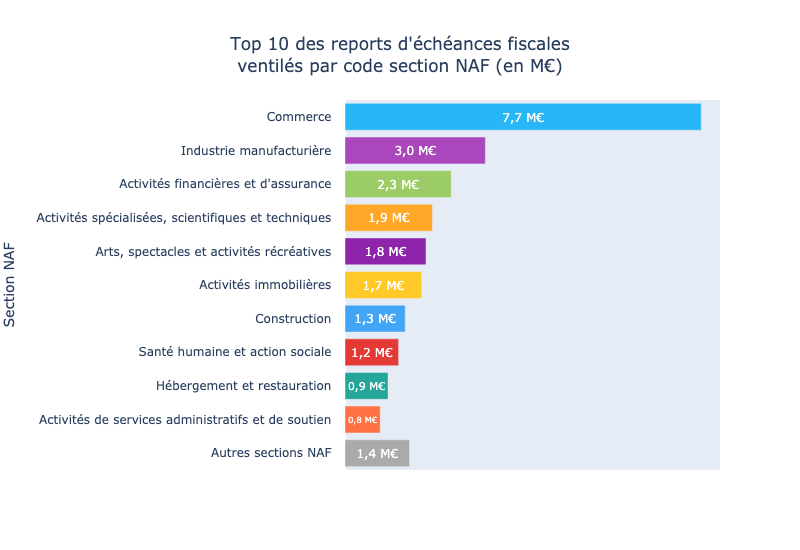 Top 10 des reports d'échéances fiscales
ventilés par code section NAF (en M€)
Section NAF
Commerce 7,7 M€
Industrie manufacturière 3,0 M€
Activités financières et d'assurance 2,3 M€
Activités spécialisées, scientifiques et techniques 1,9 M€
Arts, spectacles et activités récréatives 1,8 M€
Activités immobilières 1,7 M€
Construction 1,3 M€
Santé humaine et action sociale 1,2 M€
Hébergement et restauration 0,9 M€
Activités de services administratifs et de soutien 0,8 M€
Autres sections NAF 1,4 M€